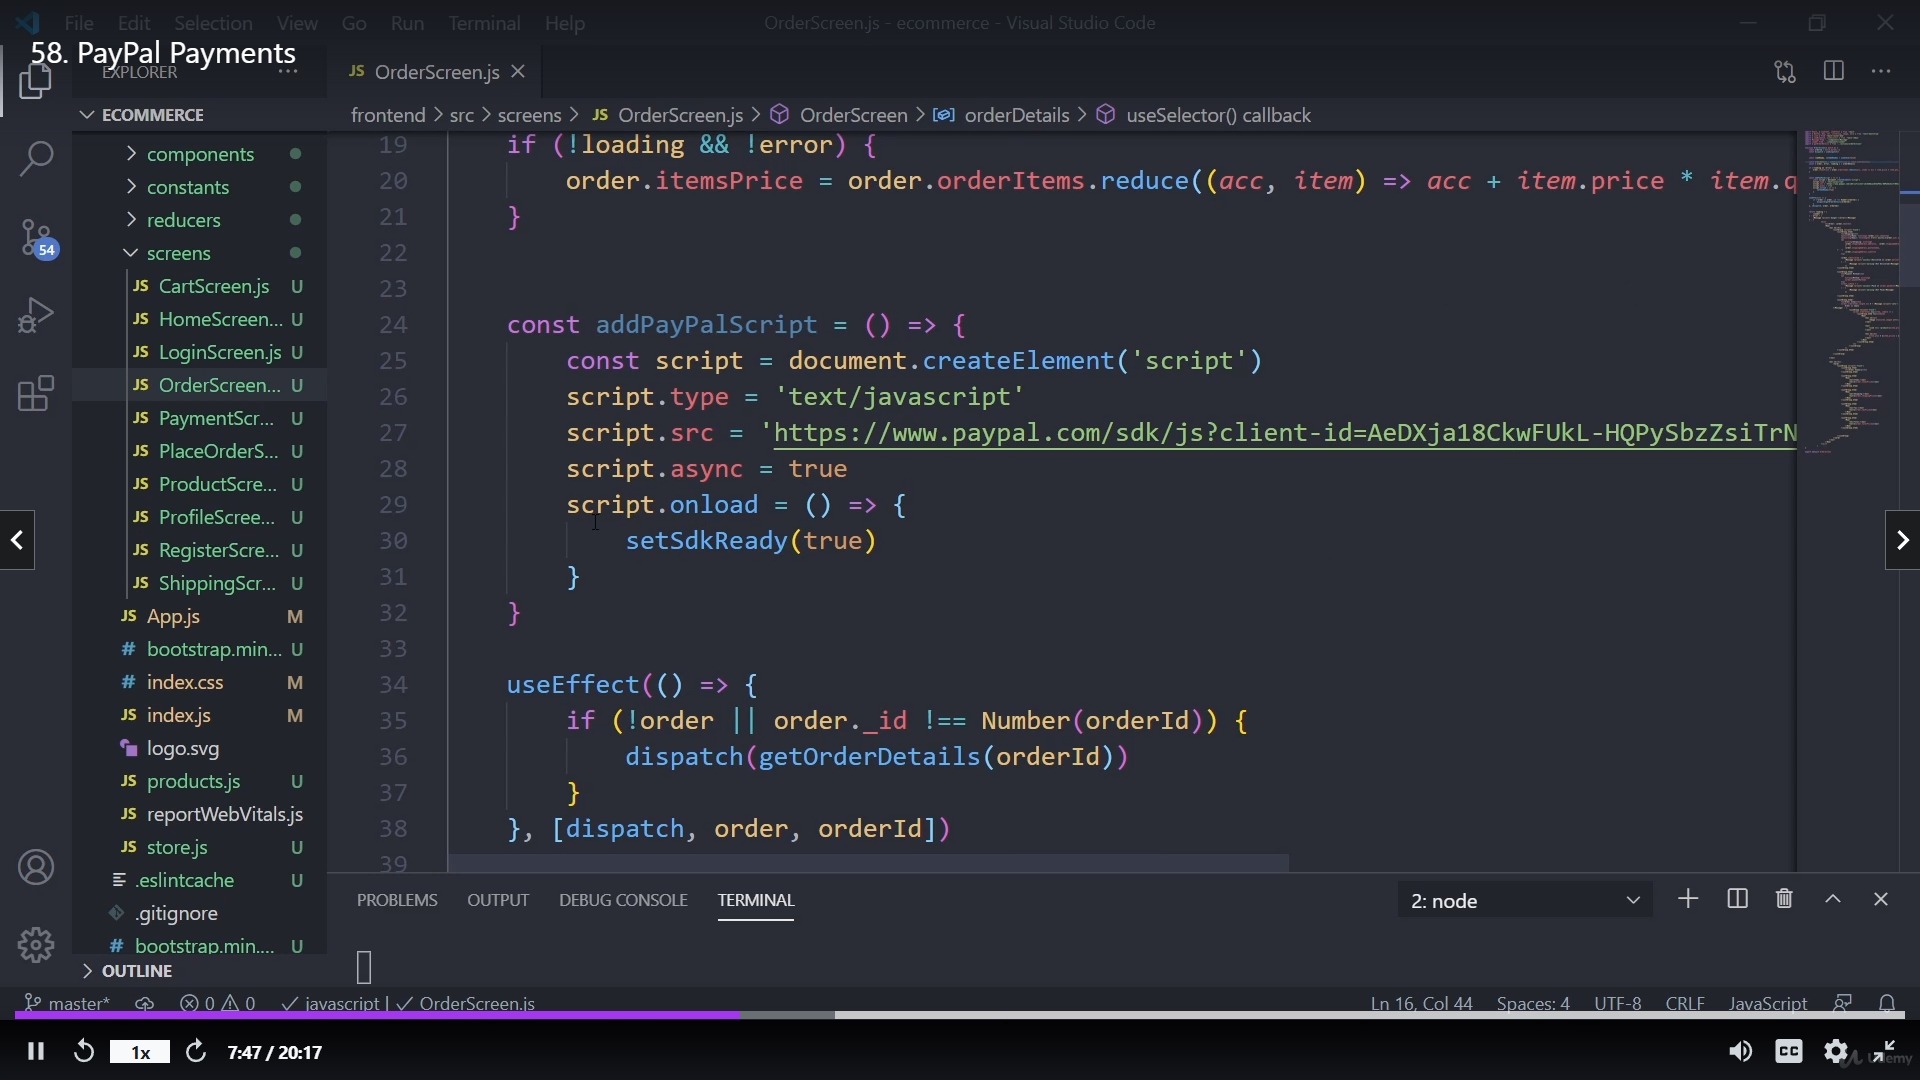 File Edit Selection View Go Run Terminal Help
OrderScreen.js - ecommerce - Visual Studio Code
58. PayPal Payments
EXPLORER
JS OrderScreen.js
ECOMMERCE
frontend > src > screens > JS OrderScreen.js > OrderScreen > orderDetails > useSelector() callback
components
constants
reducers
screens
JS CartScreen.js U
JS HomeScreen... U
JS LoginScreen.js U
JS OrderScreen... U
JS PaymentScr... U
JS PlaceOrderS... U
JS ProductScre... U
JS ProfileScree... U
JS RegisterScre... U
JS ShippingScr... U
JS App.js M
# bootstrap.min... U
# index.css M
JS index.js M
logo.svg
JS products.js U
JS reportWebVitals.js
JS store.js U
.eslintcache U
.gitignore
# bootstrap.min.... U
OUTLINE
54
19 if (!loading && !error) {
20 order.itemsPrice = order.orderItems.reduce((acc, item) => acc + item.price * item.q
21 }
22
23
24 const addPayPalScript = () => {
25 const script = document.createElement('script')
26 script.type = 'text/javascript'
27 script.src = 'https://www.paypal.com/sdk/js?client-id=AeDXja18CkwFUkL-HQPySbzZsiTrN
28 script.async = true
29 script.onload = () => {
30 setSdkReady(true)
31 }
32 }
33
34 useEffect(() => {
35 if (!order || order._id !== Number(orderId)) {
36 dispatch(getOrderDetails(orderId))
37 }
38 }, [dispatch, order, orderId])
39
PROBLEMS OUTPUT DEBUG CONSOLE TERMINAL
2: node
master* 0 0 javascript | OrderScreen.js
Ln 16, Col 44 Spaces: 4 UTF-8 CRLF JavaScript
1x 7:47 / 20:17
CC
Udemy